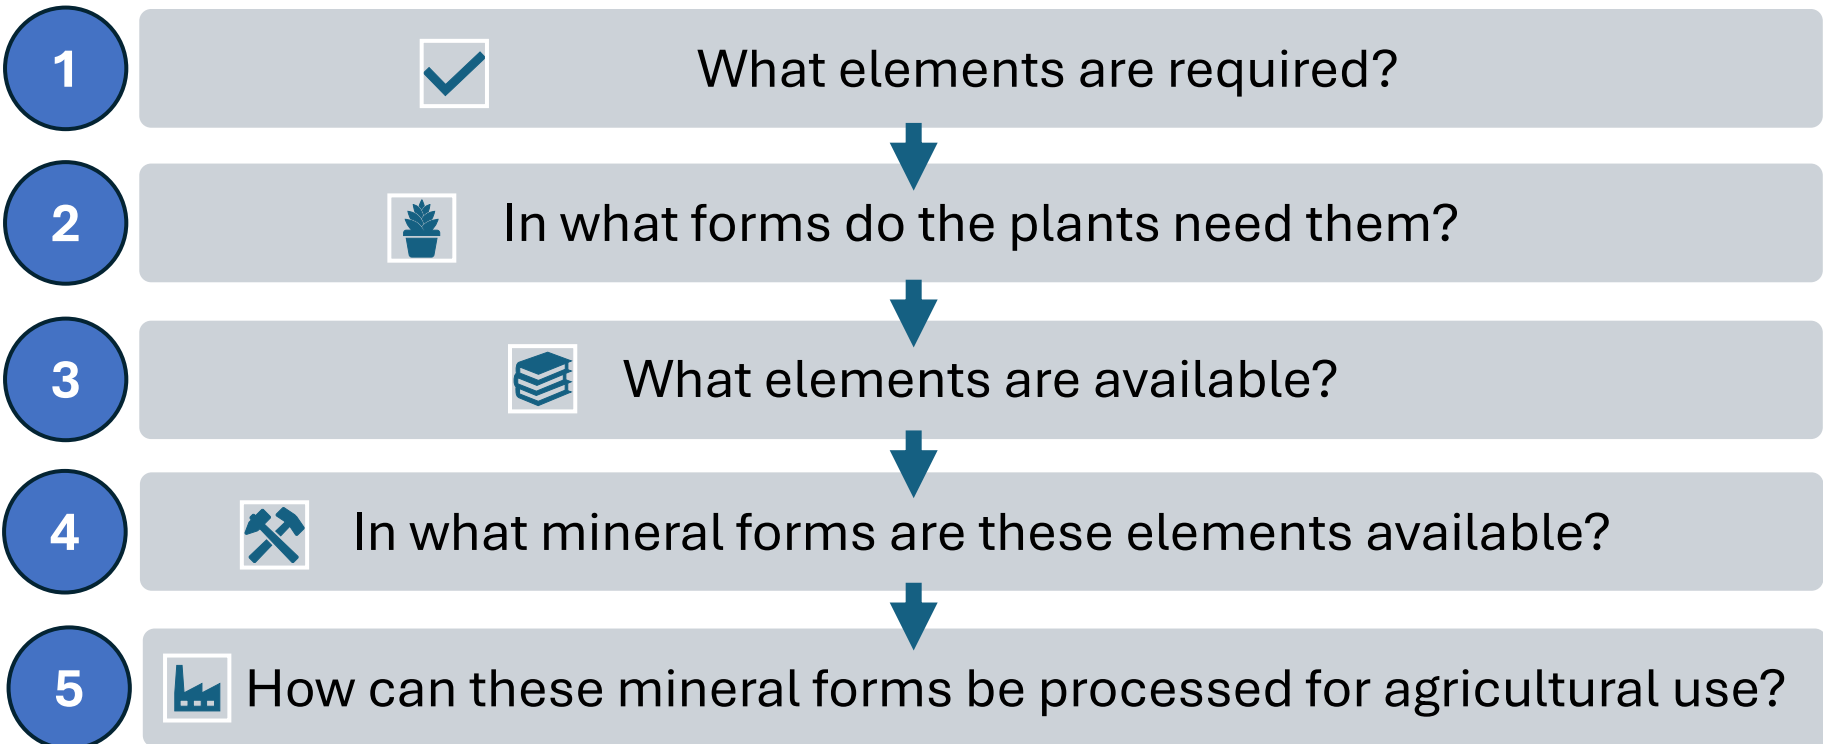 1 What elements are required?
2 In what forms do the plants need them?
3 What elements are available?
4 In what mineral forms are these elements available?
5 How can these mineral forms be processed for agricultural use?